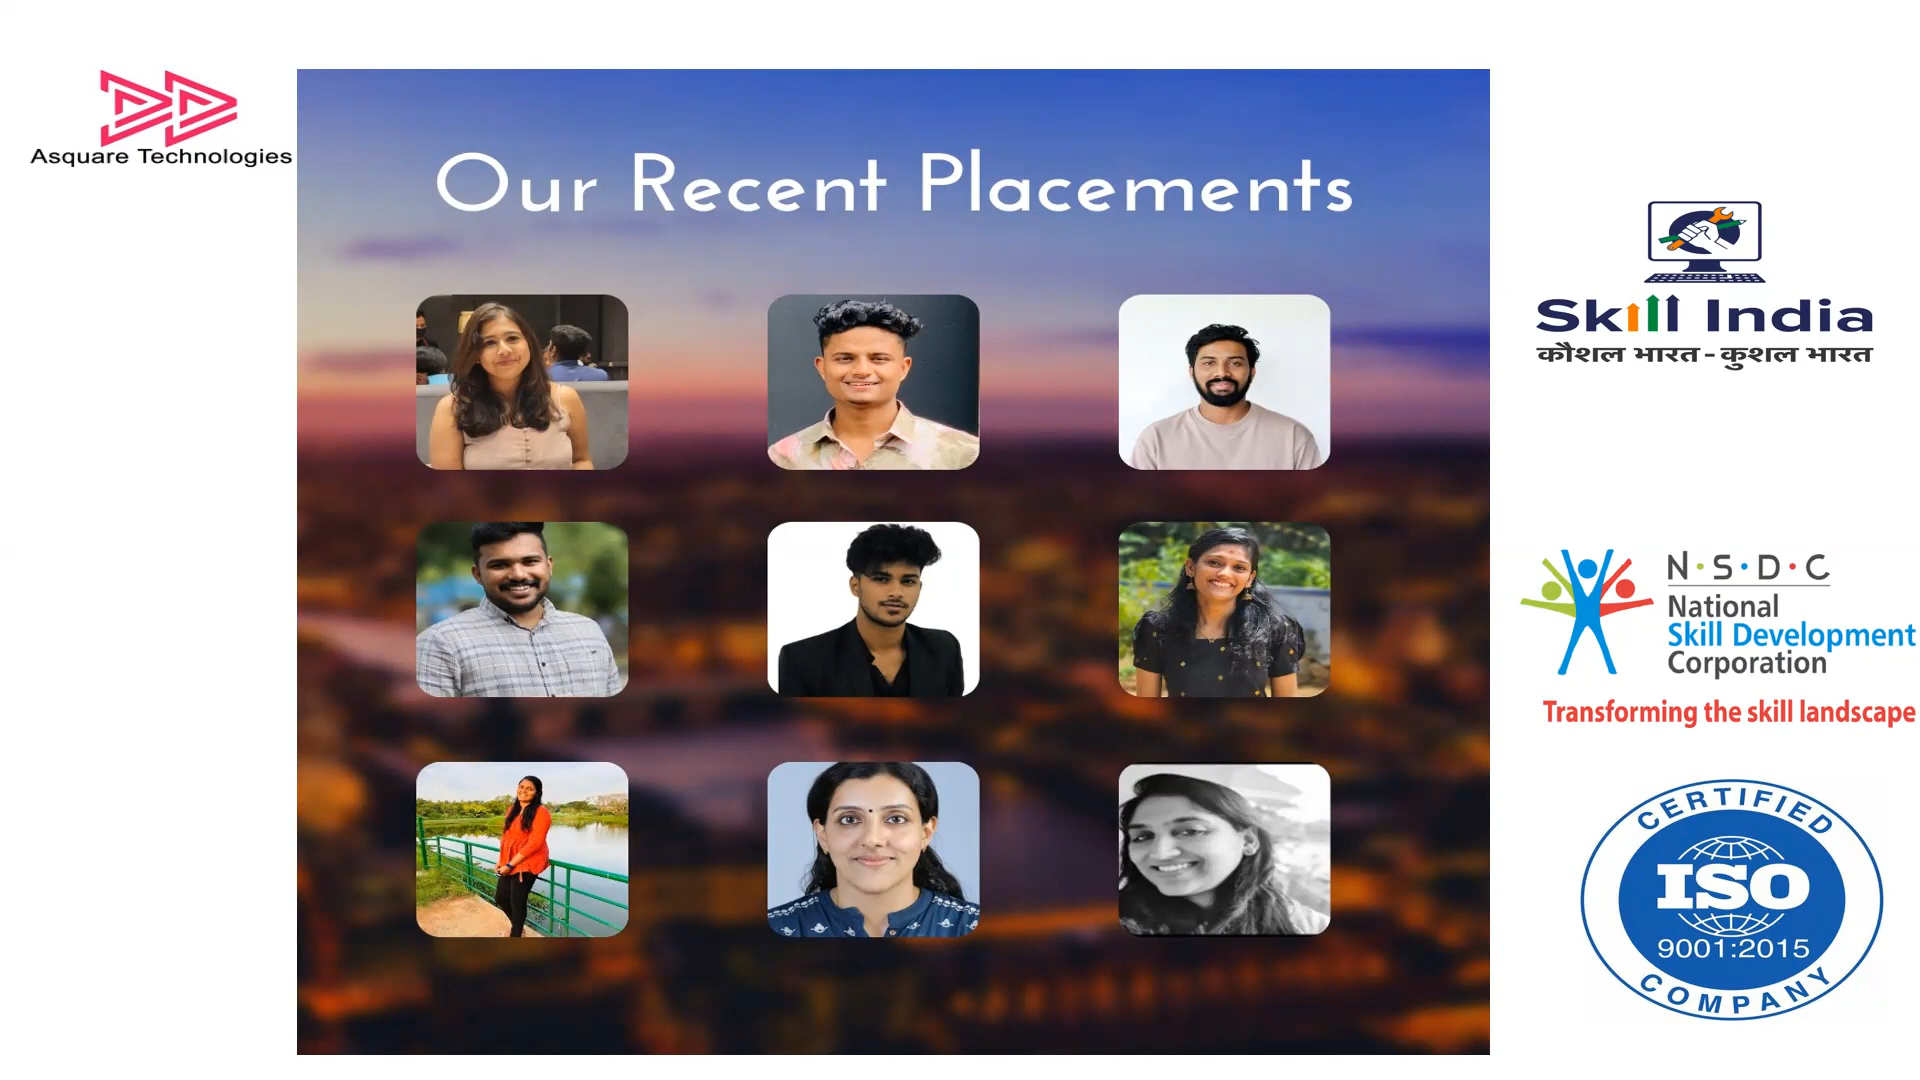 Asquare Technologies
Our Recent Placements
Skill India
कौशल भारत - कुशल भारत
N·S·D·C
National
Skill Development
Corporation
Transforming the skill landscape
CERTIFIED
ISO
9001:2015
COMPANY